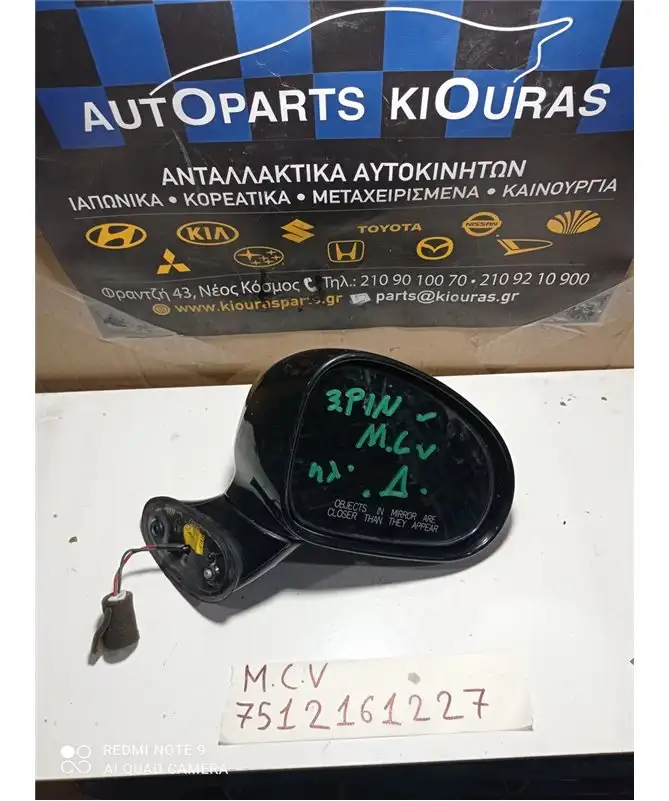 AUTOPARTS KIOURAS
ΑΝΤΑΛΛΑΚΤΙΚΑ ΑΥΤΟΚΙΝΗΤΩΝ
ΙΑΠΩΝΙΚΑ • ΚΟΡΕΑΤΙΚΑ • ΜΕΤΑΧΕΙΡΙΣΜΕΝΑ • ΚΑΙΝΟΥΡΓΙΑ
KIA TOYOTA NISSAN
Φραντζή 43, Νέος Κόσμος Τηλ.: 210 90 100 70 • 210 92 10 900
www.kiourasparts.gr parts@kiouras.gr
3PIN
M.C.V
ηλ.
.Δ.
OBJECTS IN MIRROR ARE
CLOSER THAN THEY APPEAR
M.C.V
7512161227
REDMI NOTE 9
AI QUAD CAMERA